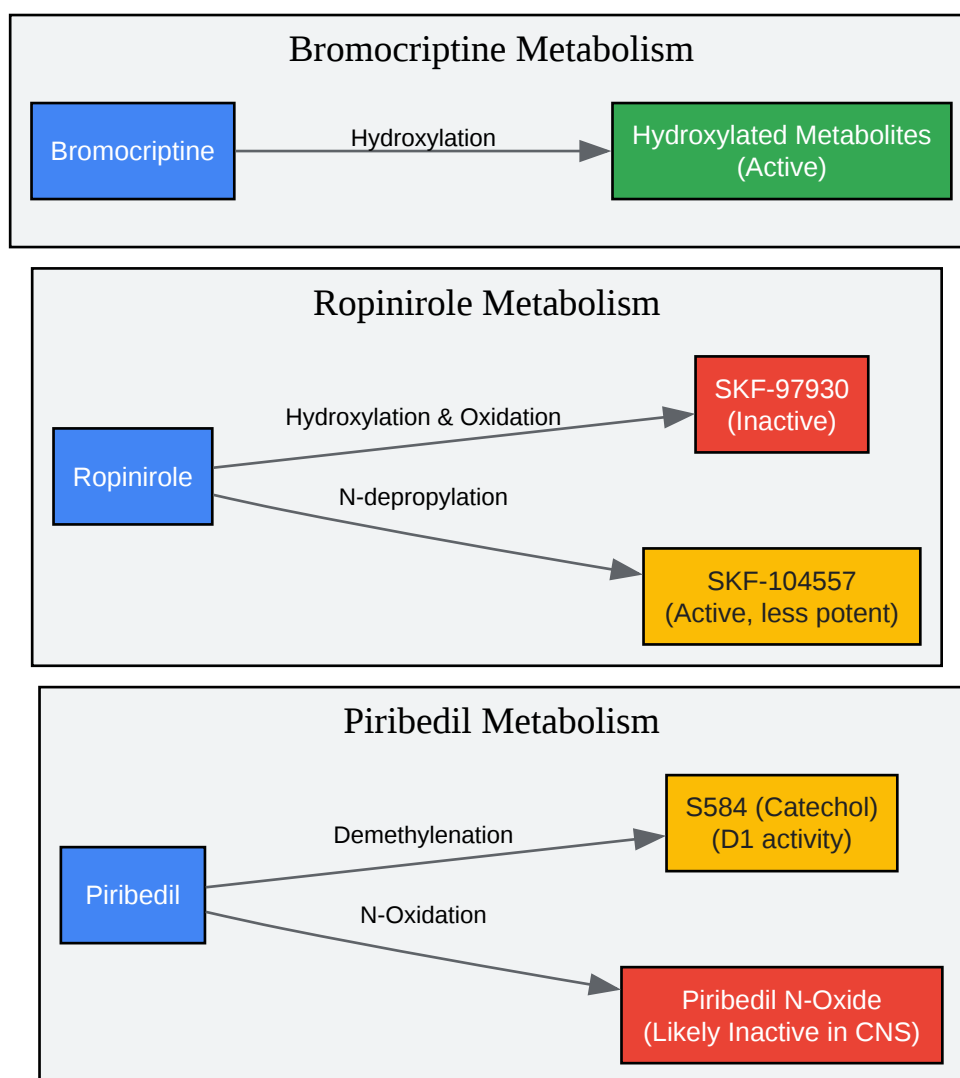 Bromocriptine Metabolism
Bromocriptine
Hydroxylation
Hydroxylated Metabolites
(Active)
Ropinirole Metabolism
Ropinirole
Hydroxylation & Oxidation
SKF-97930
(Inactive)
N-depropylation
SKF-104557
(Active, less potent)
Piribedil Metabolism
Piribedil
Demethylenation
S584 (Catechol)
(D1 activity)
N-Oxidation
Piribedil N-Oxide
(Likely Inactive in CNS)